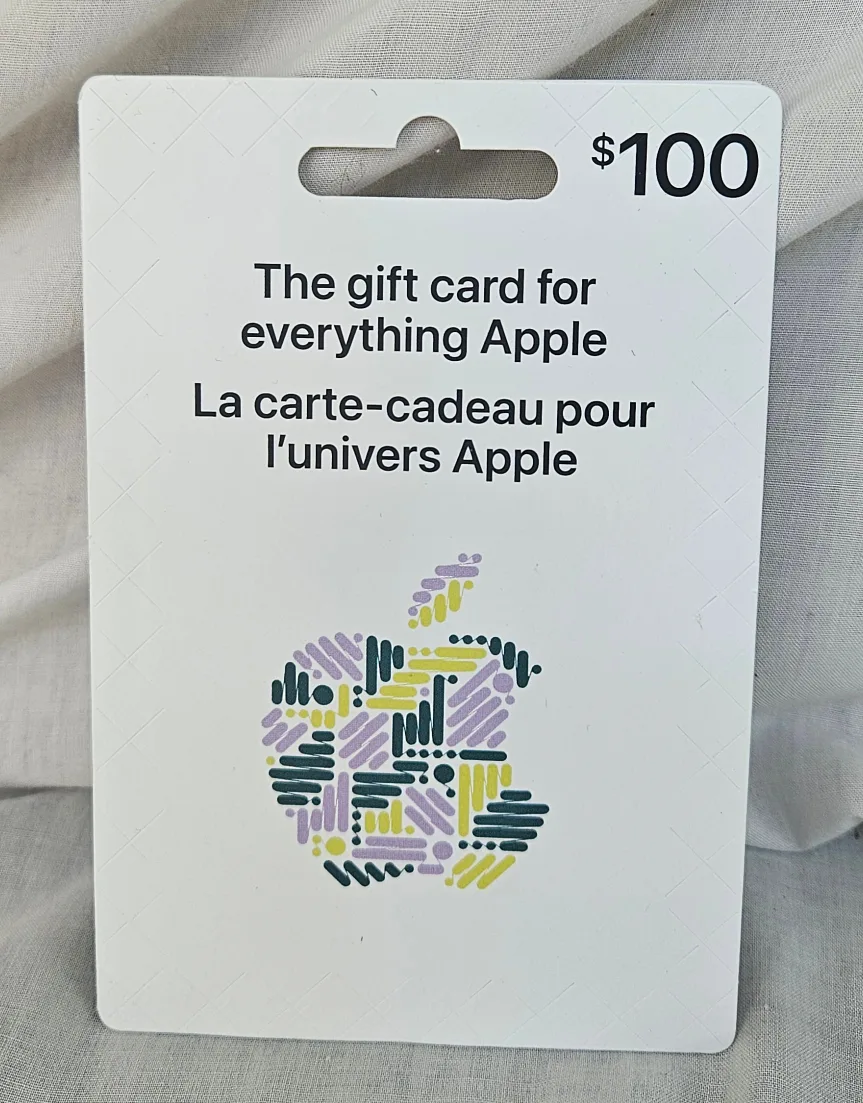 $100
The gift card for
everything Apple
La carte-cadeau pour
l'univers Apple